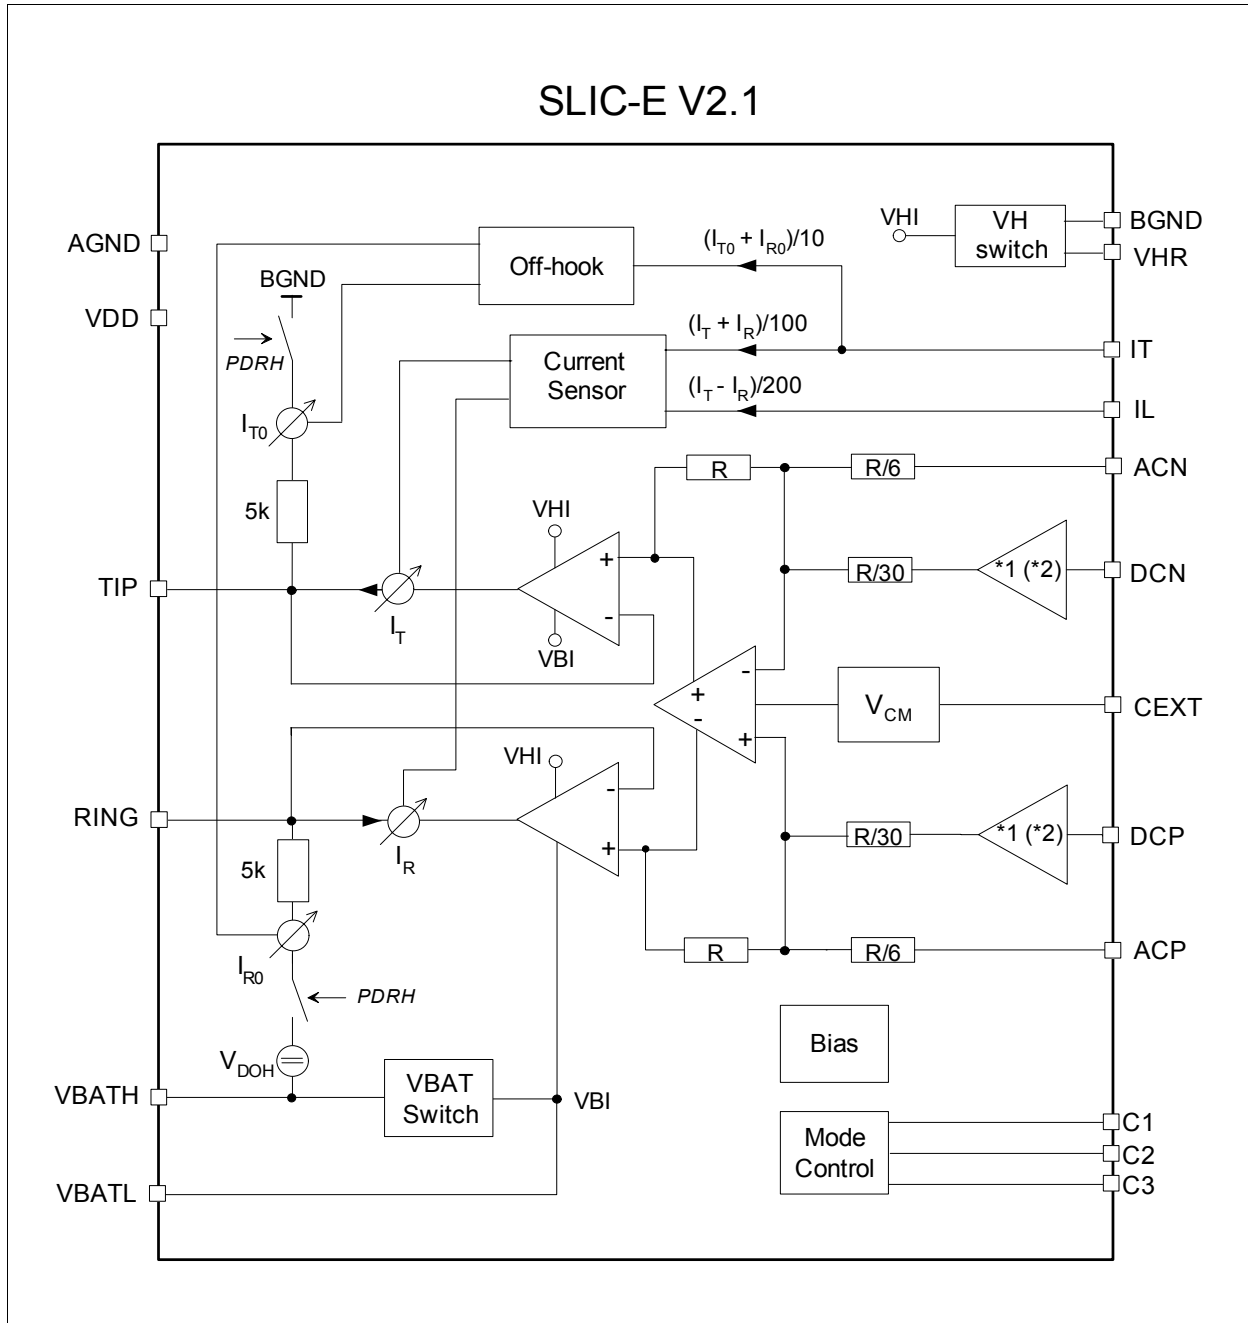 SLIC-E V2.1
AGND
VDD
BGND
PDRH
I_T0
5k
TIP
Off-hook
(I_T0 + I_R0)/10
Current
Sensor
(I_T + I_R)/100
(I_T - I_R)/200
VHI
VH
switch
BGND
VHR
IT
IL
ACN
R
R/6
VHI
+
-
VBI
I_T
R/30
*1 (*2)
DCN
-
+
-
+
V_CM
CEXT
RING
VHI
-
+
I_R
5k
I_R0
PDRH
V_DOH
R/30
*1 (*2)
DCP
R
R/6
ACP
VBATH
VBAT
Switch
VBI
VBATL
Bias
Mode
Control
C1
C2
C3